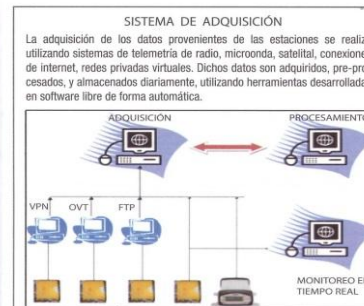 SISTEMA DE ADQUISICIÓN
La adquisición de los datos provenientes de las estaciones se realiz
utilizando sistemas de telemetría de radio, microonda, satelital, conexione
de internet, redes privadas virtuales. Dichos datos son adquiridos, pre-pro
cesados, y almacenados diariamente, utilizando herramientas desarrollada
en software libre de forma automática.
ADQUISICIÓN
PROCESAMIENTO
VPN OVT FTP
MONITOREO EN
TIEMPO REAL